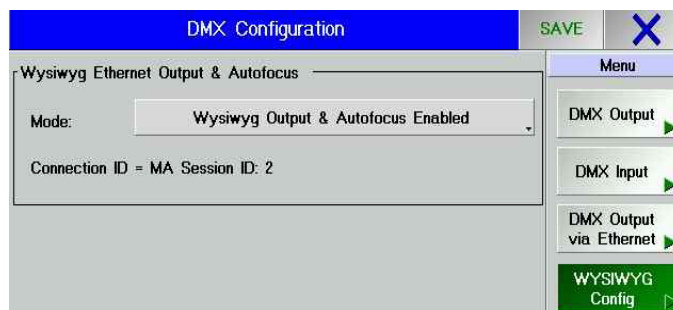 DMX Configuration
SAVE
Wysiwyg Ethernet Output & Autofocus
Mode:
Wysiwyg Output & Autofocus Enabled
Connection ID = MA Session ID: 2
Menu
DMX Output
DMX Input
DMX Output
via Ethernet
WYSIWYG
Config